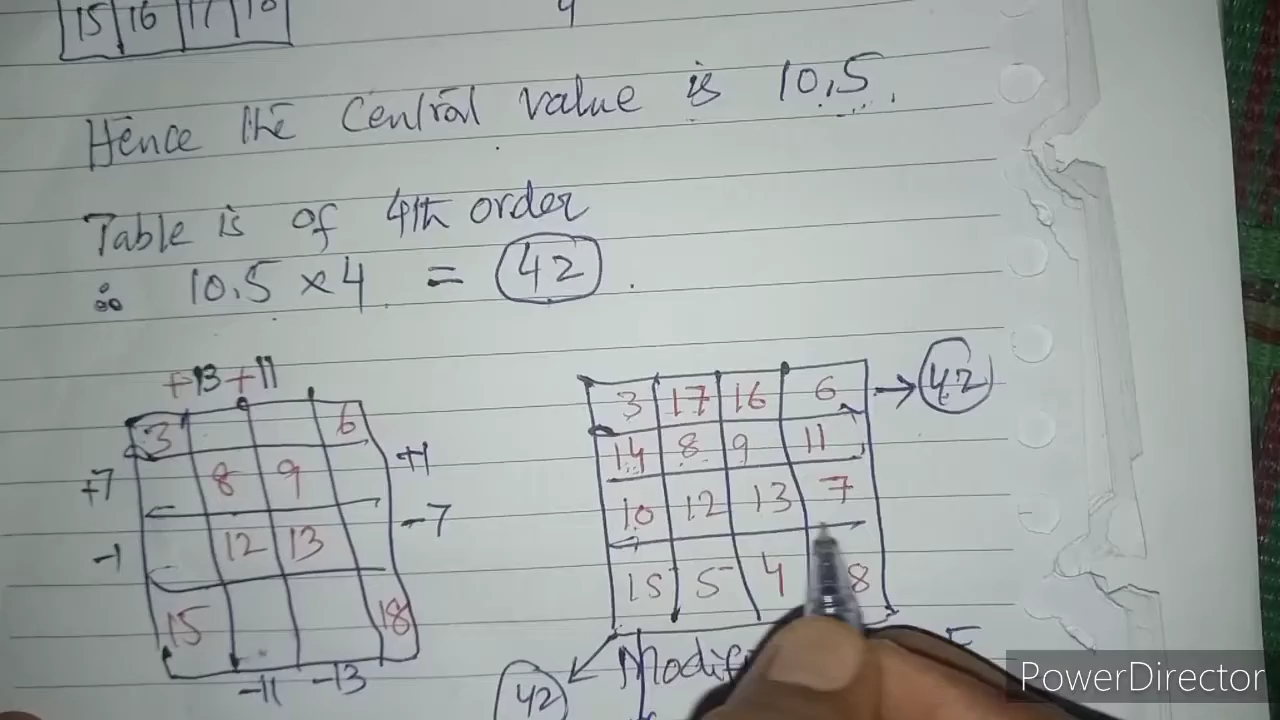 15 16 17 18
4
Hence the Central value is 10.5.
Table is of 4th order
∴ 10.5 × 4 = 42.
+13 +11
3 6
+7 8 9 +1
-1 12 13 -7
15 18
-11 -13
3 17 16 6 → 42
14 8 9 11
10 12 13 7
15 5 4 8
42
PowerDirector